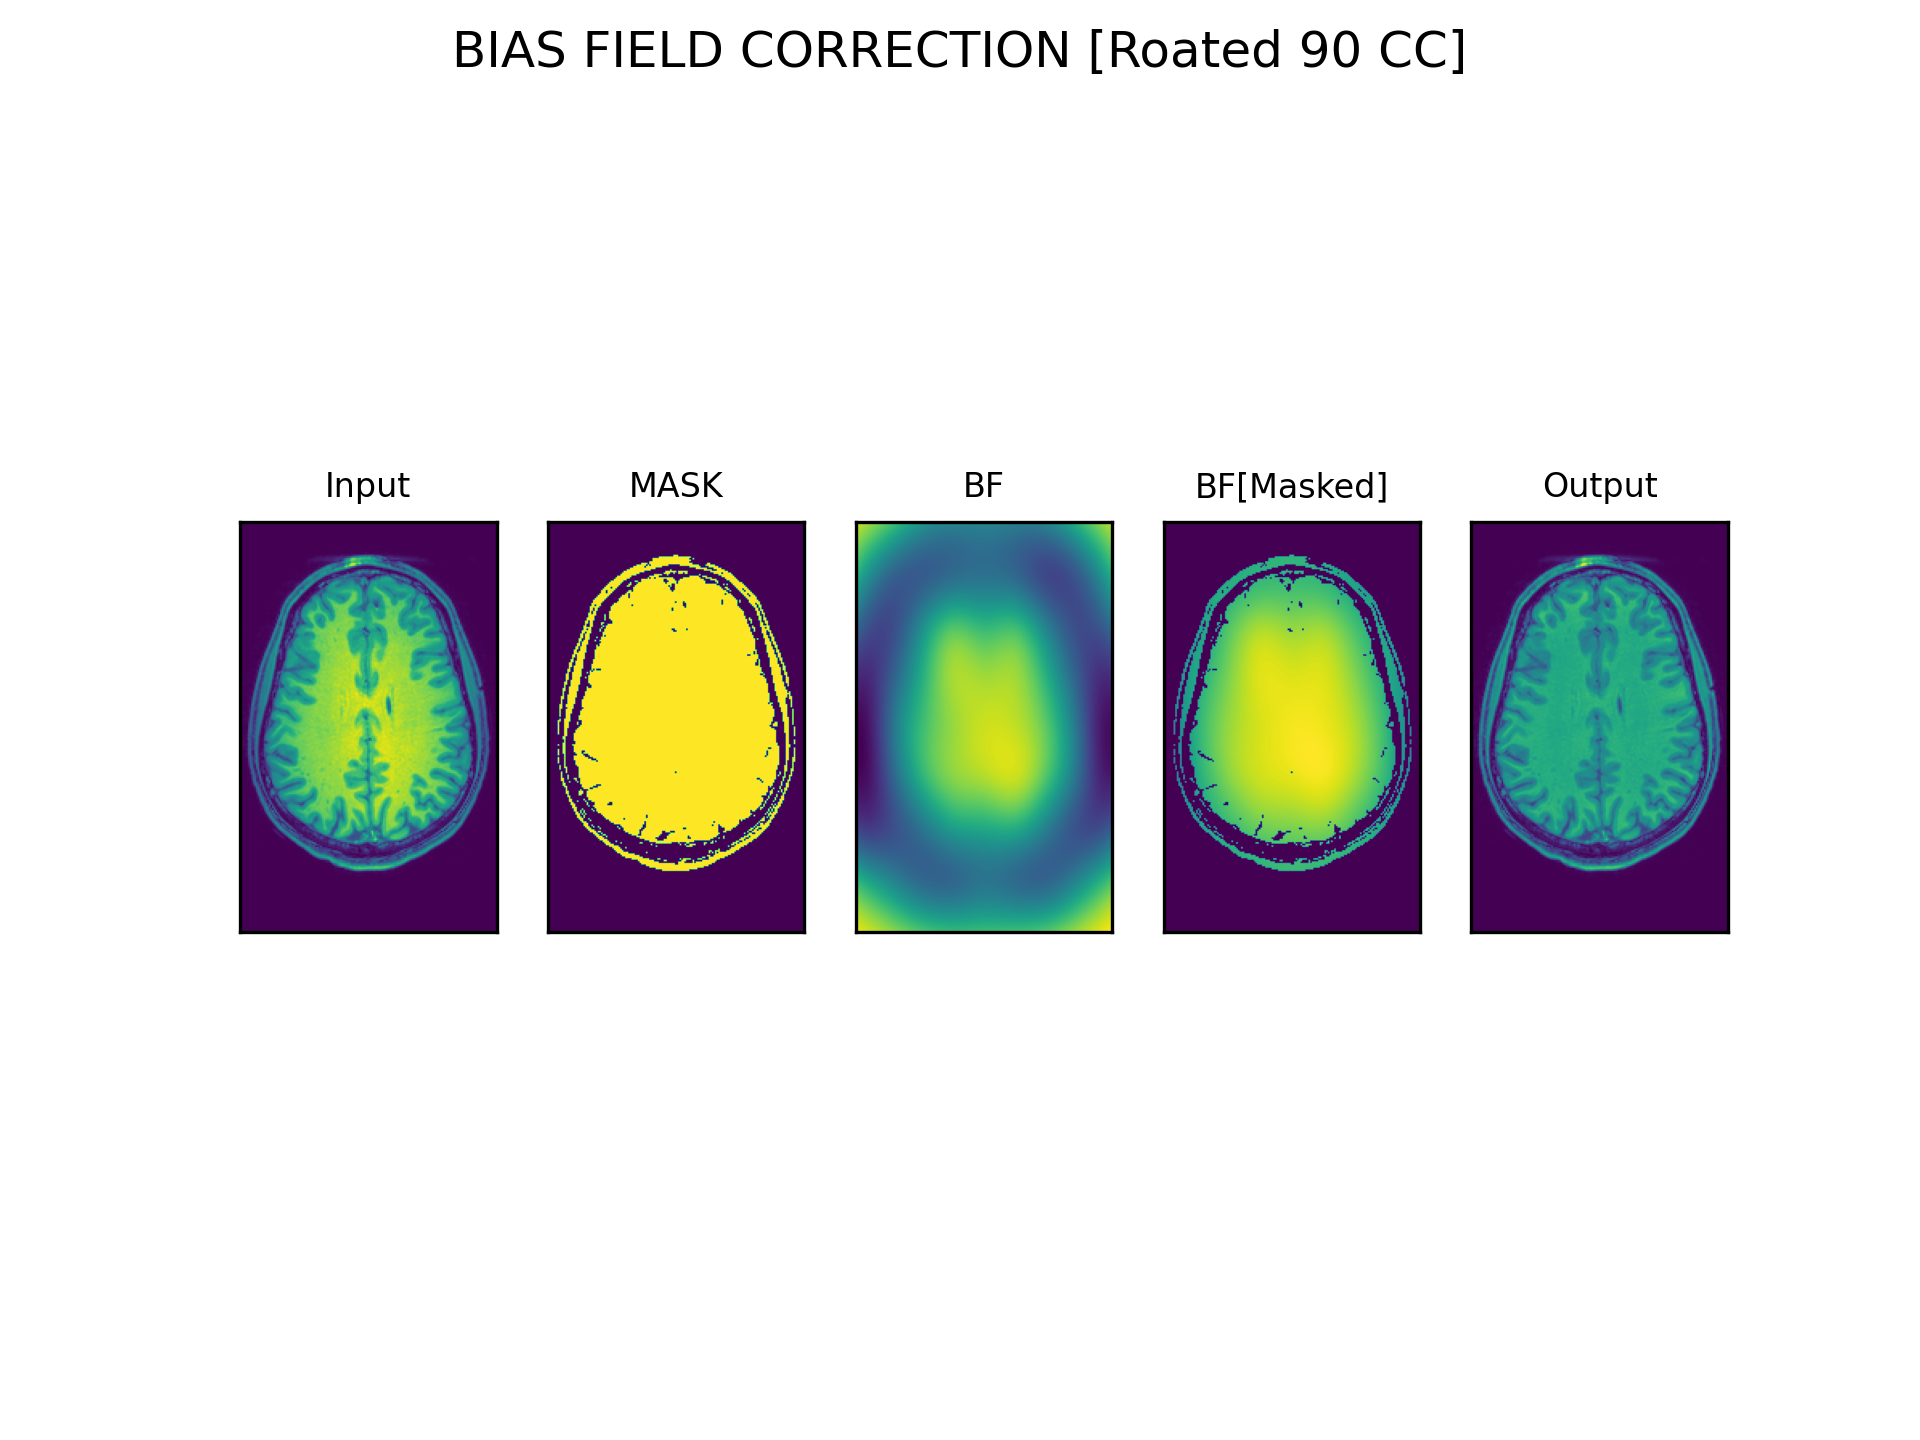 BIAS FIELD CORRECTION [Roated 90 CC]
Input
MASK
BF
BF[Masked]
Output